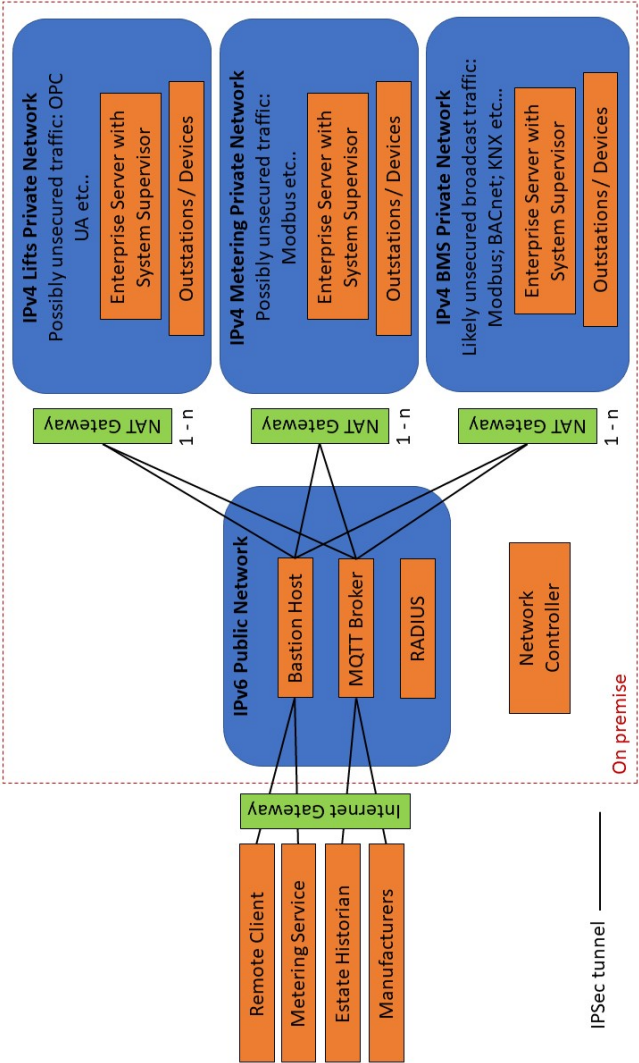 Remote Client
Metering Service
Estate Historian
Manufacturers
IPSec tunnel
Internet Gateway
IPv6 Public Network
Bastion Host
MQTT Broker
RADIUS
Network
Controller
On premise
NAT Gateway
1 - n
NAT Gateway
1 - n
NAT Gateway
1 - n
IPv4 Lifts Private Network
Possibly unsecured traffic: OPC
UA etc..
Enterprise Server with
System Supervisor
Outstations / Devices
IPv4 Metering Private Network
Possibly unsecured traffic:
Modbus etc..
Enterprise Server with
System Supervisor
Outstations / Devices
IPv4 BMS Private Network
Likely unsecured broadcast traffic:
Modbus; BACnet; KNX etc...
Enterprise Server with
System Supervisor
Outstations / Devices